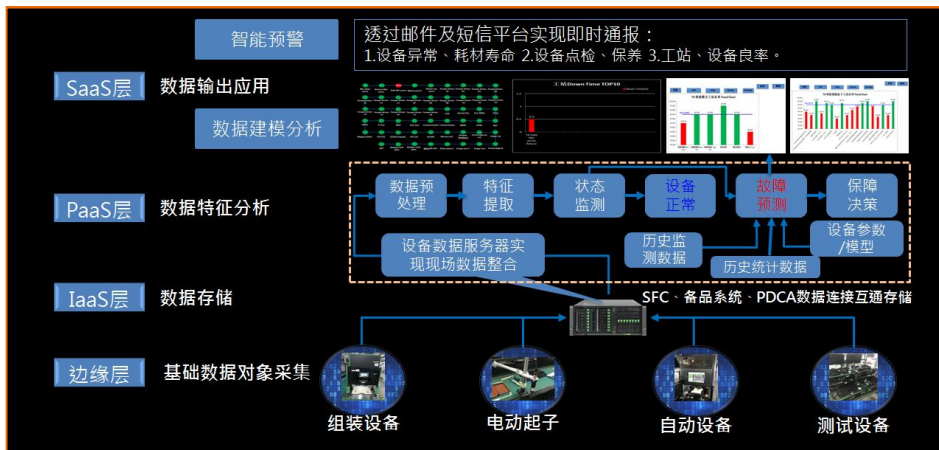 智能预警
透过邮件及短信平台实现即时通报：
1.设备异常、耗材寿命 2.设备点检、保养 3.工站、设备良率。
SaaS层
数据输出应用
数据建模分析
Down Time TOP10
PaaS层
数据特征分析
数据预
处理
特征
提取
状态
监测
设备
正常
故障
预测
保障
决策
设备数据服务器实
现现场数据整合
历史监
测数据
历史统计数据
设备参数
/模型
IaaS层
数据存储
SFC、备品系统、PDCA数据连接互通存储
边缘层
基础数据对象采集
组装设备
电动起子
自动设备
测试设备